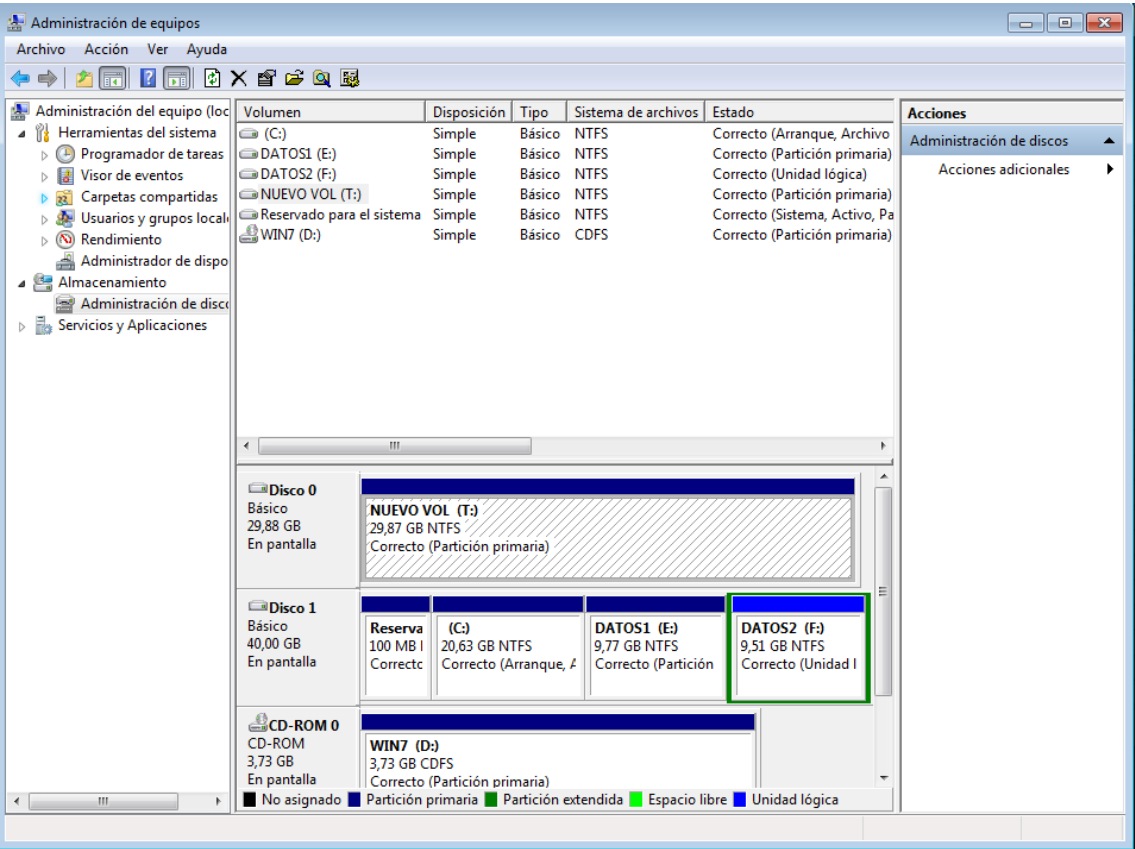 Administración de equipos
Archivo Acción Ver Ayuda
Administración del equipo (loc
Herramientas del sistema
Programador de tareas
Visor de eventos
Carpetas compartidas
Usuarios y grupos local
Rendimiento
Administrador de dispo
Almacenamiento
Administración de disc
Servicios y Aplicaciones
Volumen Disposición Tipo Sistema de archivos Estado
(C:) Simple Básico NTFS Correcto (Arranque, Archivo
DATOS1 (E:) Simple Básico NTFS Correcto (Partición primaria)
DATOS2 (F:) Simple Básico NTFS Correcto (Unidad lógica)
NUEVO VOL (T:) Simple Básico NTFS Correcto (Partición primaria)
Reservado para el sistema Simple Básico NTFS Correcto (Sistema, Activo, Pa
WIN7 (D:) Simple Básico CDFS Correcto (Partición primaria)
Disco 0
Básico
29,88 GB
En pantalla
NUEVO VOL (T:)
29,87 GB NTFS
Correcto (Partición primaria)
Disco 1
Básico
40,00 GB
En pantalla
Reserva
100 MB
Correctc
(C:)
20,63 GB NTFS
Correcto (Arranque, A
DATOS1 (E:)
9,77 GB NTFS
Correcto (Partición
DATOS2 (F:)
9,51 GB NTFS
Correcto (Unidad l
CD-ROM 0
CD-ROM
3,73 GB
En pantalla
WIN7 (D:)
3,73 GB CDFS
Correcto (Partición primaria)
No asignado Partición primaria Partición extendida Espacio libre Unidad lógica
Acciones
Administración de discos
Acciones adicionales